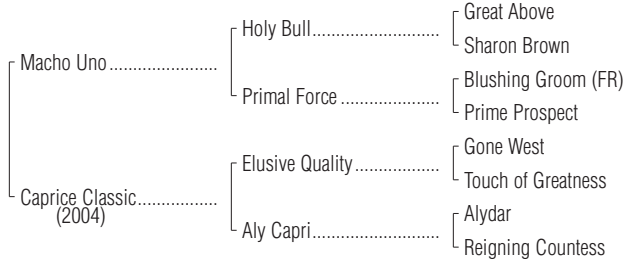 Great Above
Holy Bull
Sharon Brown
Macho Uno
Blushing Groom (FR)
Primal Force
Prime Prospect
Gone West
Elusive Quality
Touch of Greatness
Caprice Classic
(2004)
Alydar
Aly Capri
Reigning Countess